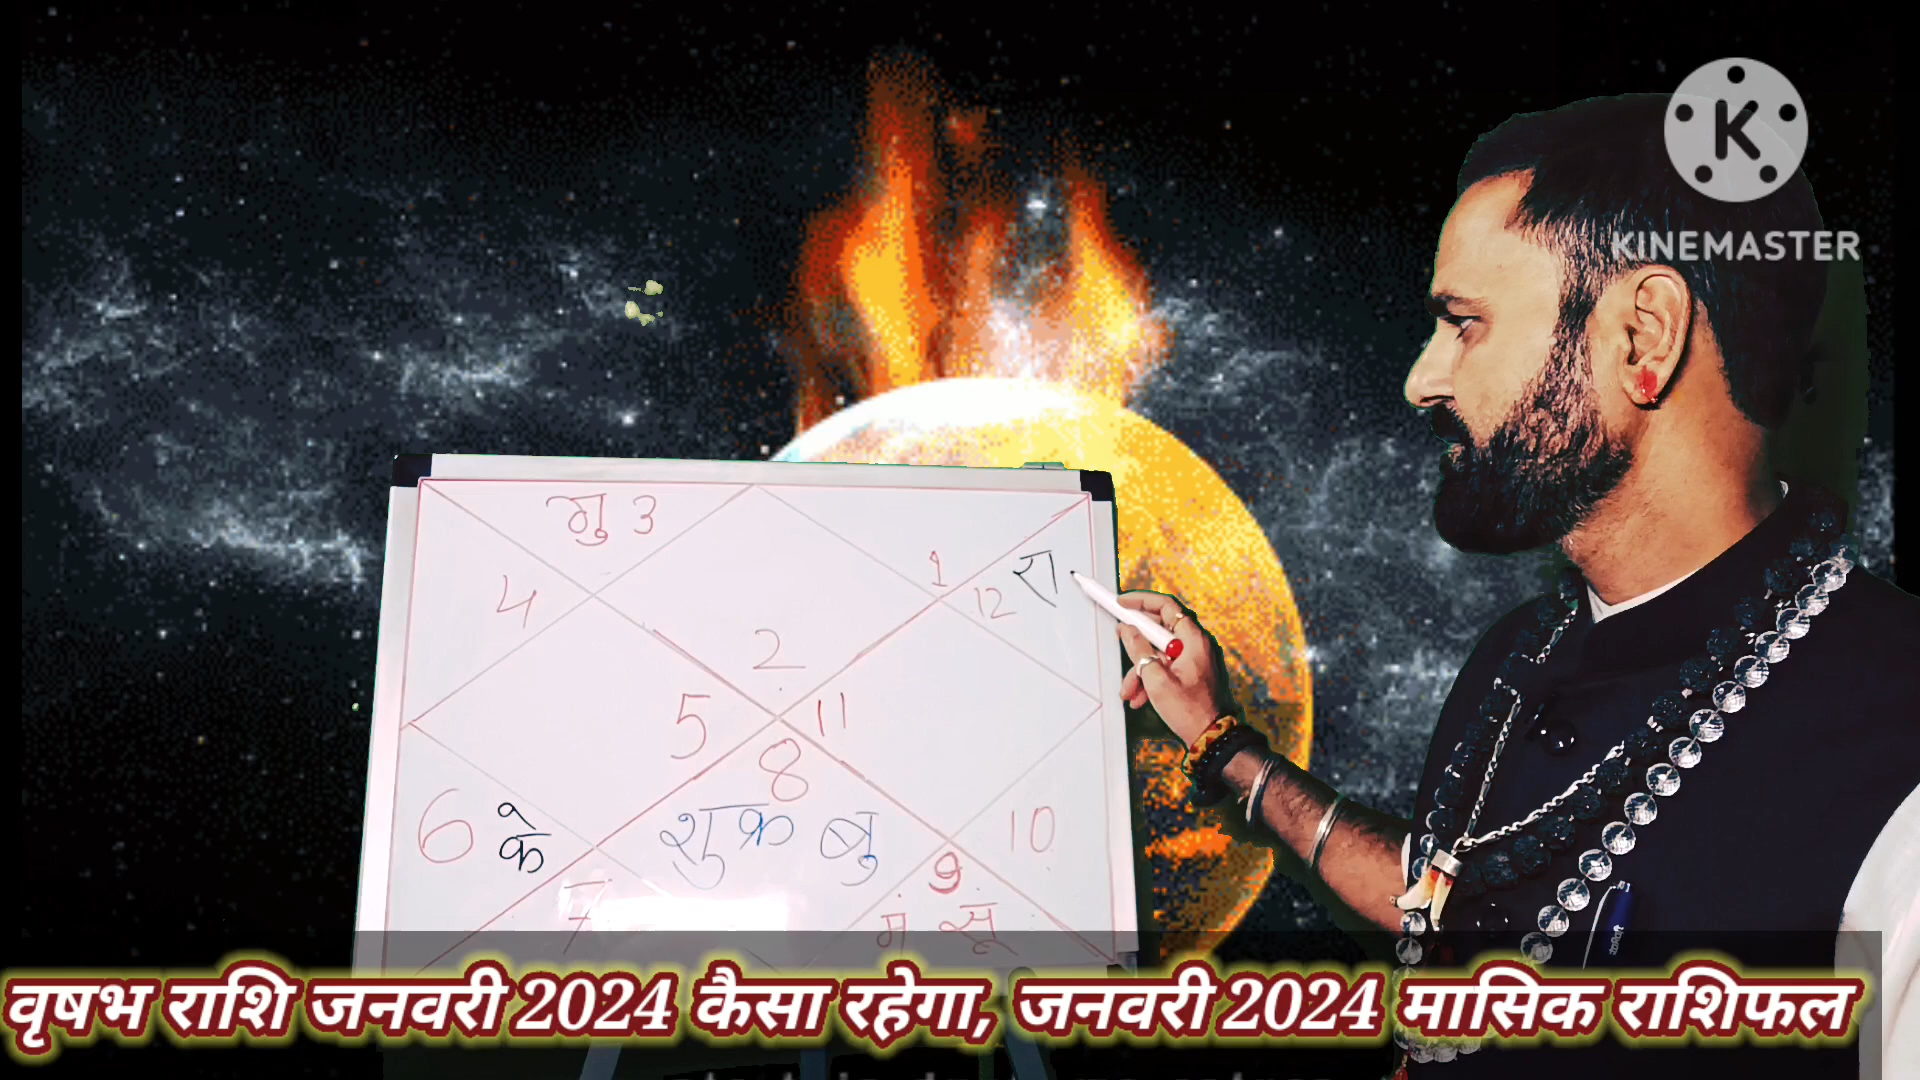 KINEMASTER
गु 3
1
12 रा
4
2
5
11
8
6 के
शुक्र बु
10
9
7
मं सू
वृषभ राशि जनवरी 2024 कैसा रहेगा, जनवरी 2024 मासिक राशिफल